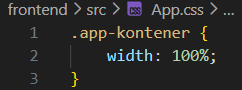 frontend > src > App.css > ...
1 .app-kontener {
2     width: 100%;
3 }